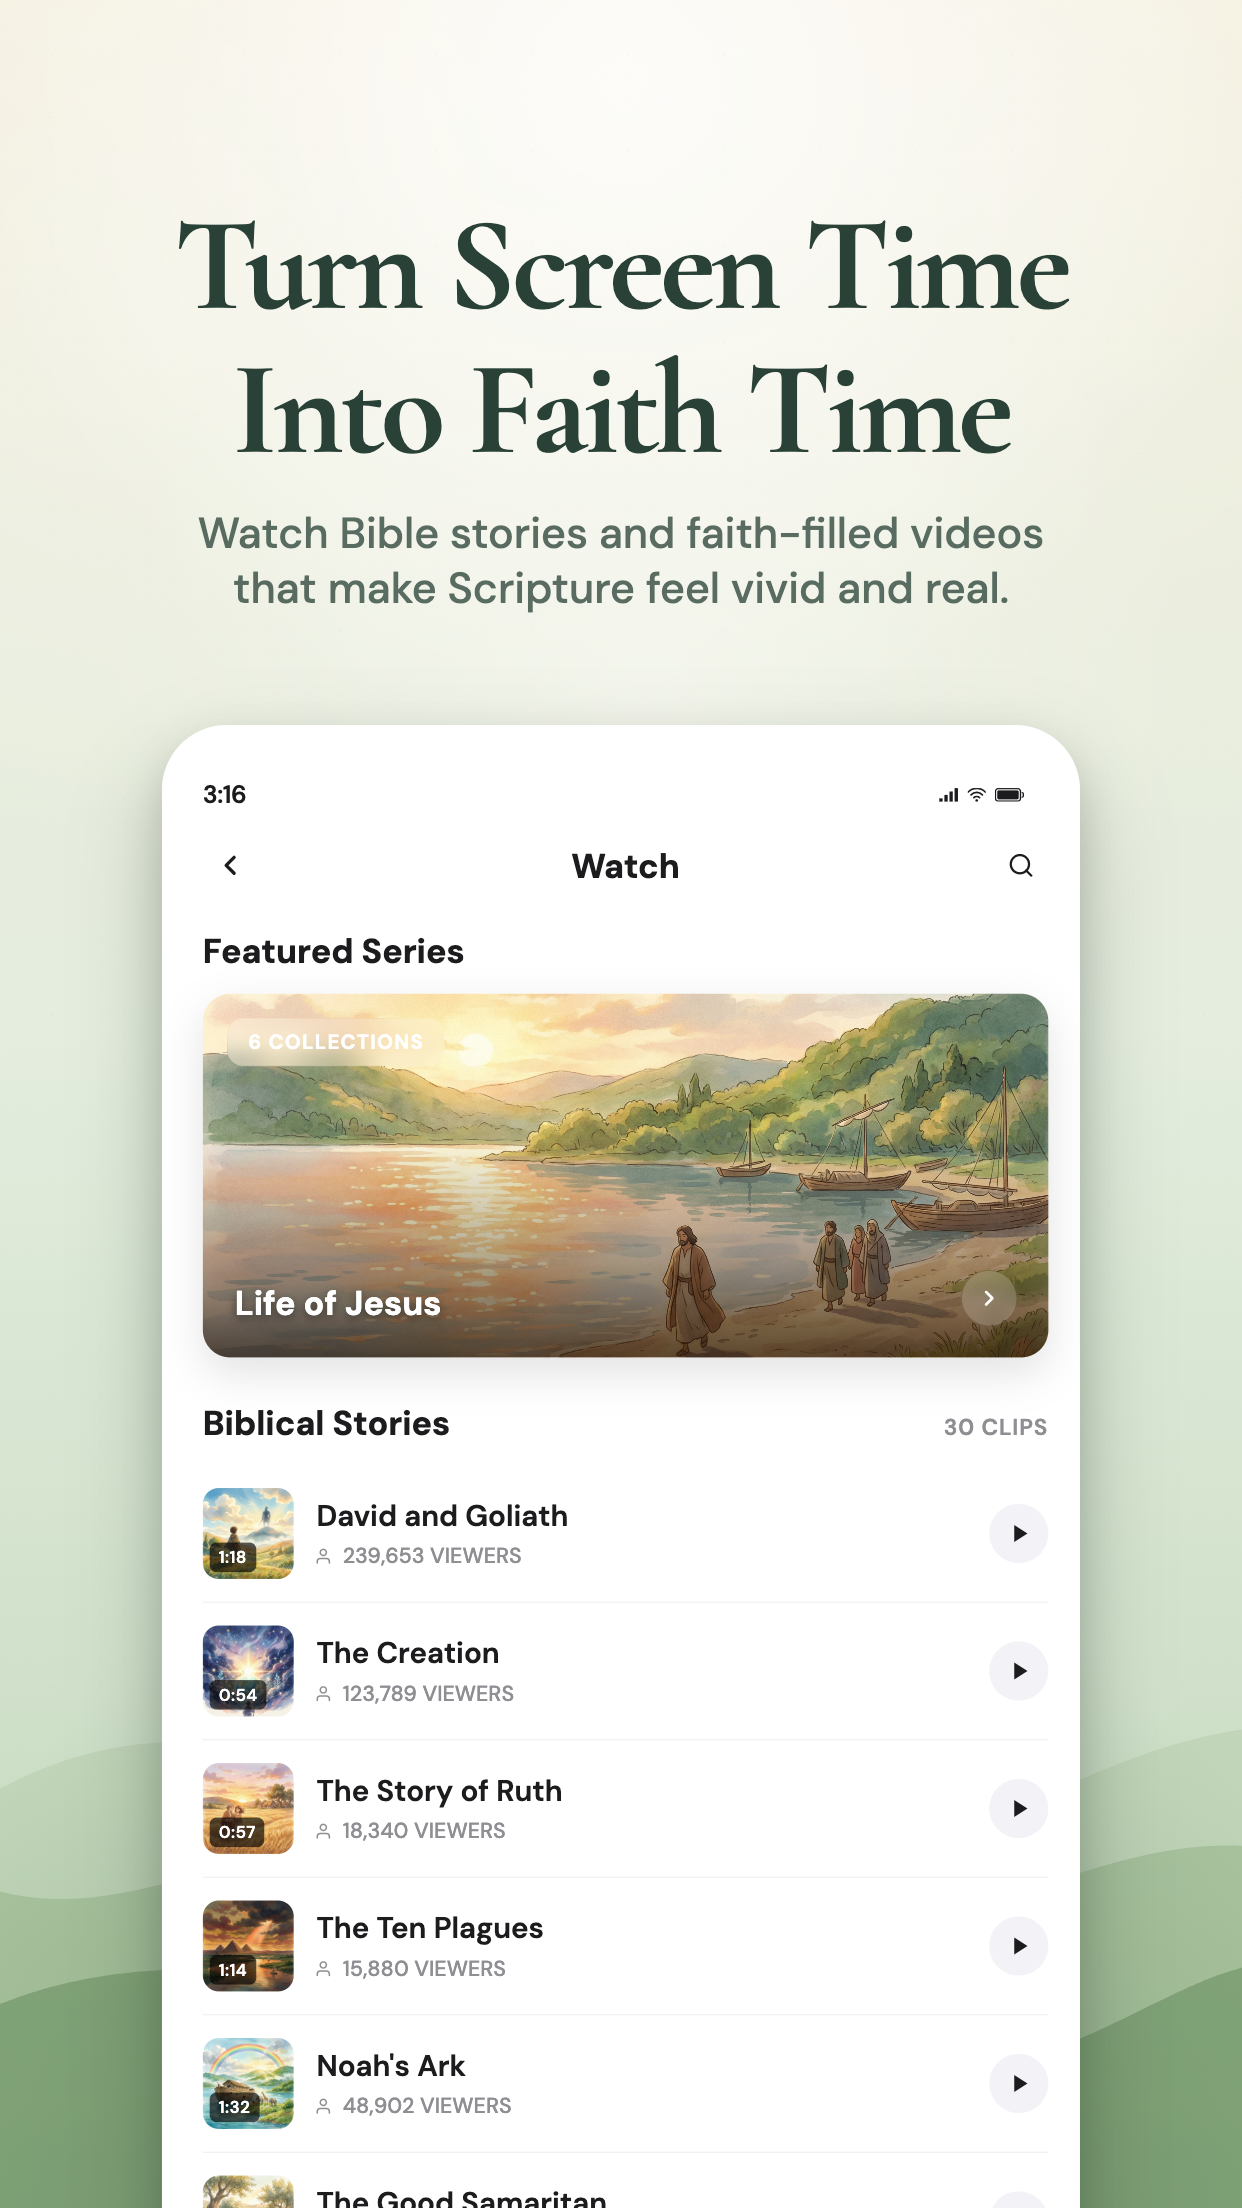 Turn Screen Time
Into Faith Time
Watch Bible stories and faith-filled videos
that make Scripture feel vivid and real.
3:16
Watch
Featured Series
6 COLLECTIONS
Life of Jesus
Biblical Stories
30 CLIPS
David and Goliath
1:18
239,653 VIEWERS
The Creation
0:54
123,789 VIEWERS
The Story of Ruth
0:57
18,340 VIEWERS
The Ten Plagues
1:14
15,880 VIEWERS
Noah's Ark
1:32
48,902 VIEWERS
The Good Samaritan